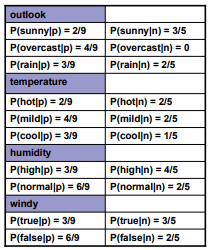 outlook
P(sunny|p) = 2/9 P(sunny|n) = 3/5
P(overcast|p) = 4/9 P(overcast|n) = 0
P(rain|p) = 3/9 P(rain|n) = 2/5
temperature
P(hot|p) = 2/9 P(hot|n) = 2/5
P(mild|p) = 4/9 P(mild|n) = 2/5
P(cool|p) = 3/9 P(cool|n) = 1/5
humidity
P(high|p) = 3/9 P(high|n) = 4/5
P(normal|p) = 6/9 P(normal|n) = 2/5
windy
P(true|p) = 3/9 P(true|n) = 3/5
P(false|p) = 6/9 P(false|n) = 2/5